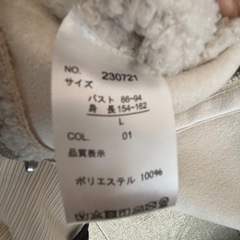 NO. 230721
サイズ
バスト 86-94
身長 154-162
L
COL. 01
品質表示
ポリエステル 100%